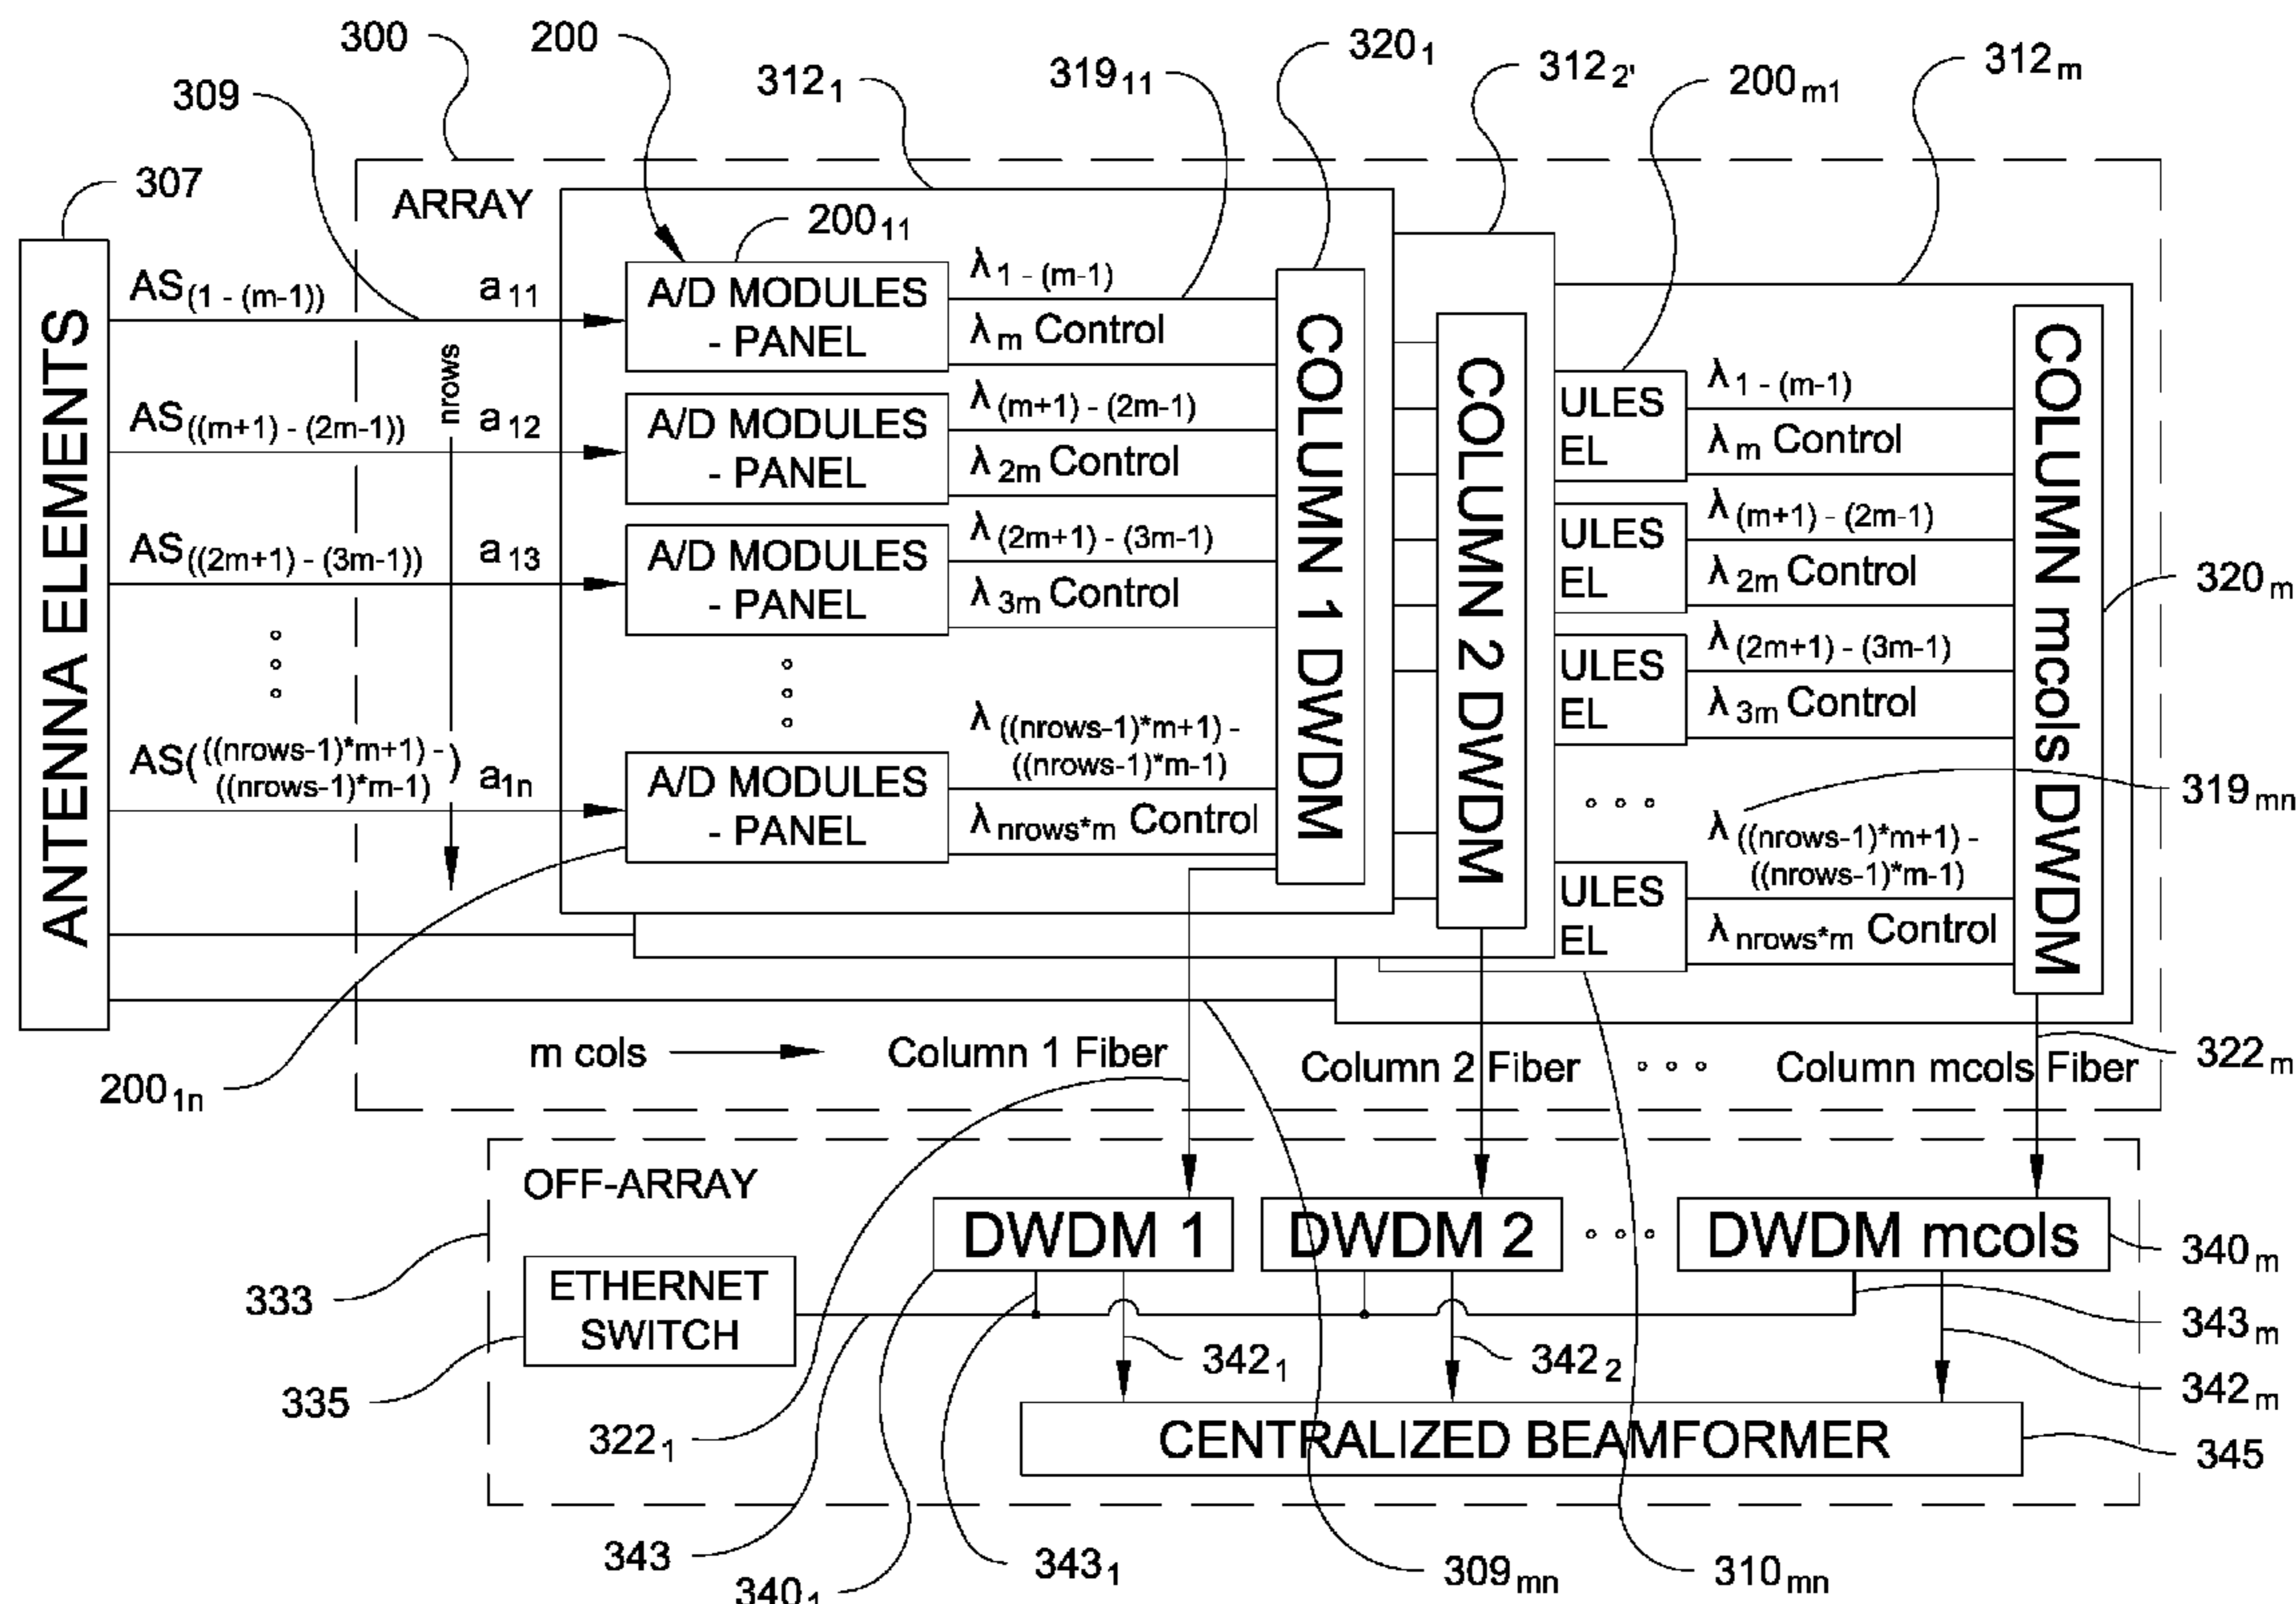 300
200
312₁
319₁₁
320₁
312₂'
200ₘ₁
312ₘ
309
307
ARRAY
200₁₁
ANTENNA ELEMENTS
AS(1 - (m-1))
a₁₁
nrows
AS((m+1) - (2m-1))
a₁₂
AS((2m+1) - (3m-1))
a₁₃
AS(((nrows-1)*m+1) -
((nrows-1)*m-1))
a₁ₙ
A/D MODULES
- PANEL
λ1 - (m-1)
λm Control
A/D MODULES
- PANEL
λ(m+1) - (2m-1)
λ2m Control
A/D MODULES
- PANEL
λ(2m+1) - (3m-1)
λ3m Control
A/D MODULES
- PANEL
λ((nrows-1)*m+1) -
((nrows-1)*m-1)
λnrows*m Control
COLUMN 1 DWDM
COLUMN 2 DWDM
ULES
EL
λ1 - (m-1)
λm Control
ULES
EL
λ(m+1) - (2m-1)
λ2m Control
ULES
EL
λ(2m+1) - (3m-1)
λ3m Control
ULES
EL
λ((nrows-1)*m+1) -
((nrows-1)*m-1)
λnrows*m Control
COLUMN mcols DWDM
320ₘ
319ₘₙ
200₁ₙ
m cols
Column 1 Fiber
Column 2 Fiber
Column mcols Fiber
322ₘ
OFF-ARRAY
333
ETHERNET
SWITCH
335
DWDM 1
DWDM 2
DWDM mcols
340ₘ
343ₘ
342₁
342₂
342ₘ
CENTRALIZED BEAMFORMER
345
322₁
343
340₁
343₁
309ₘₙ
310ₘₙ